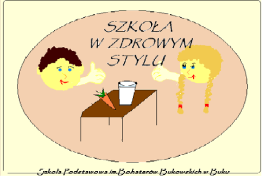 SZKOŁA
W ZDROWYM
STYLU
Szkoła Podstawowa im.Bohaterów Bukowskich w Buku